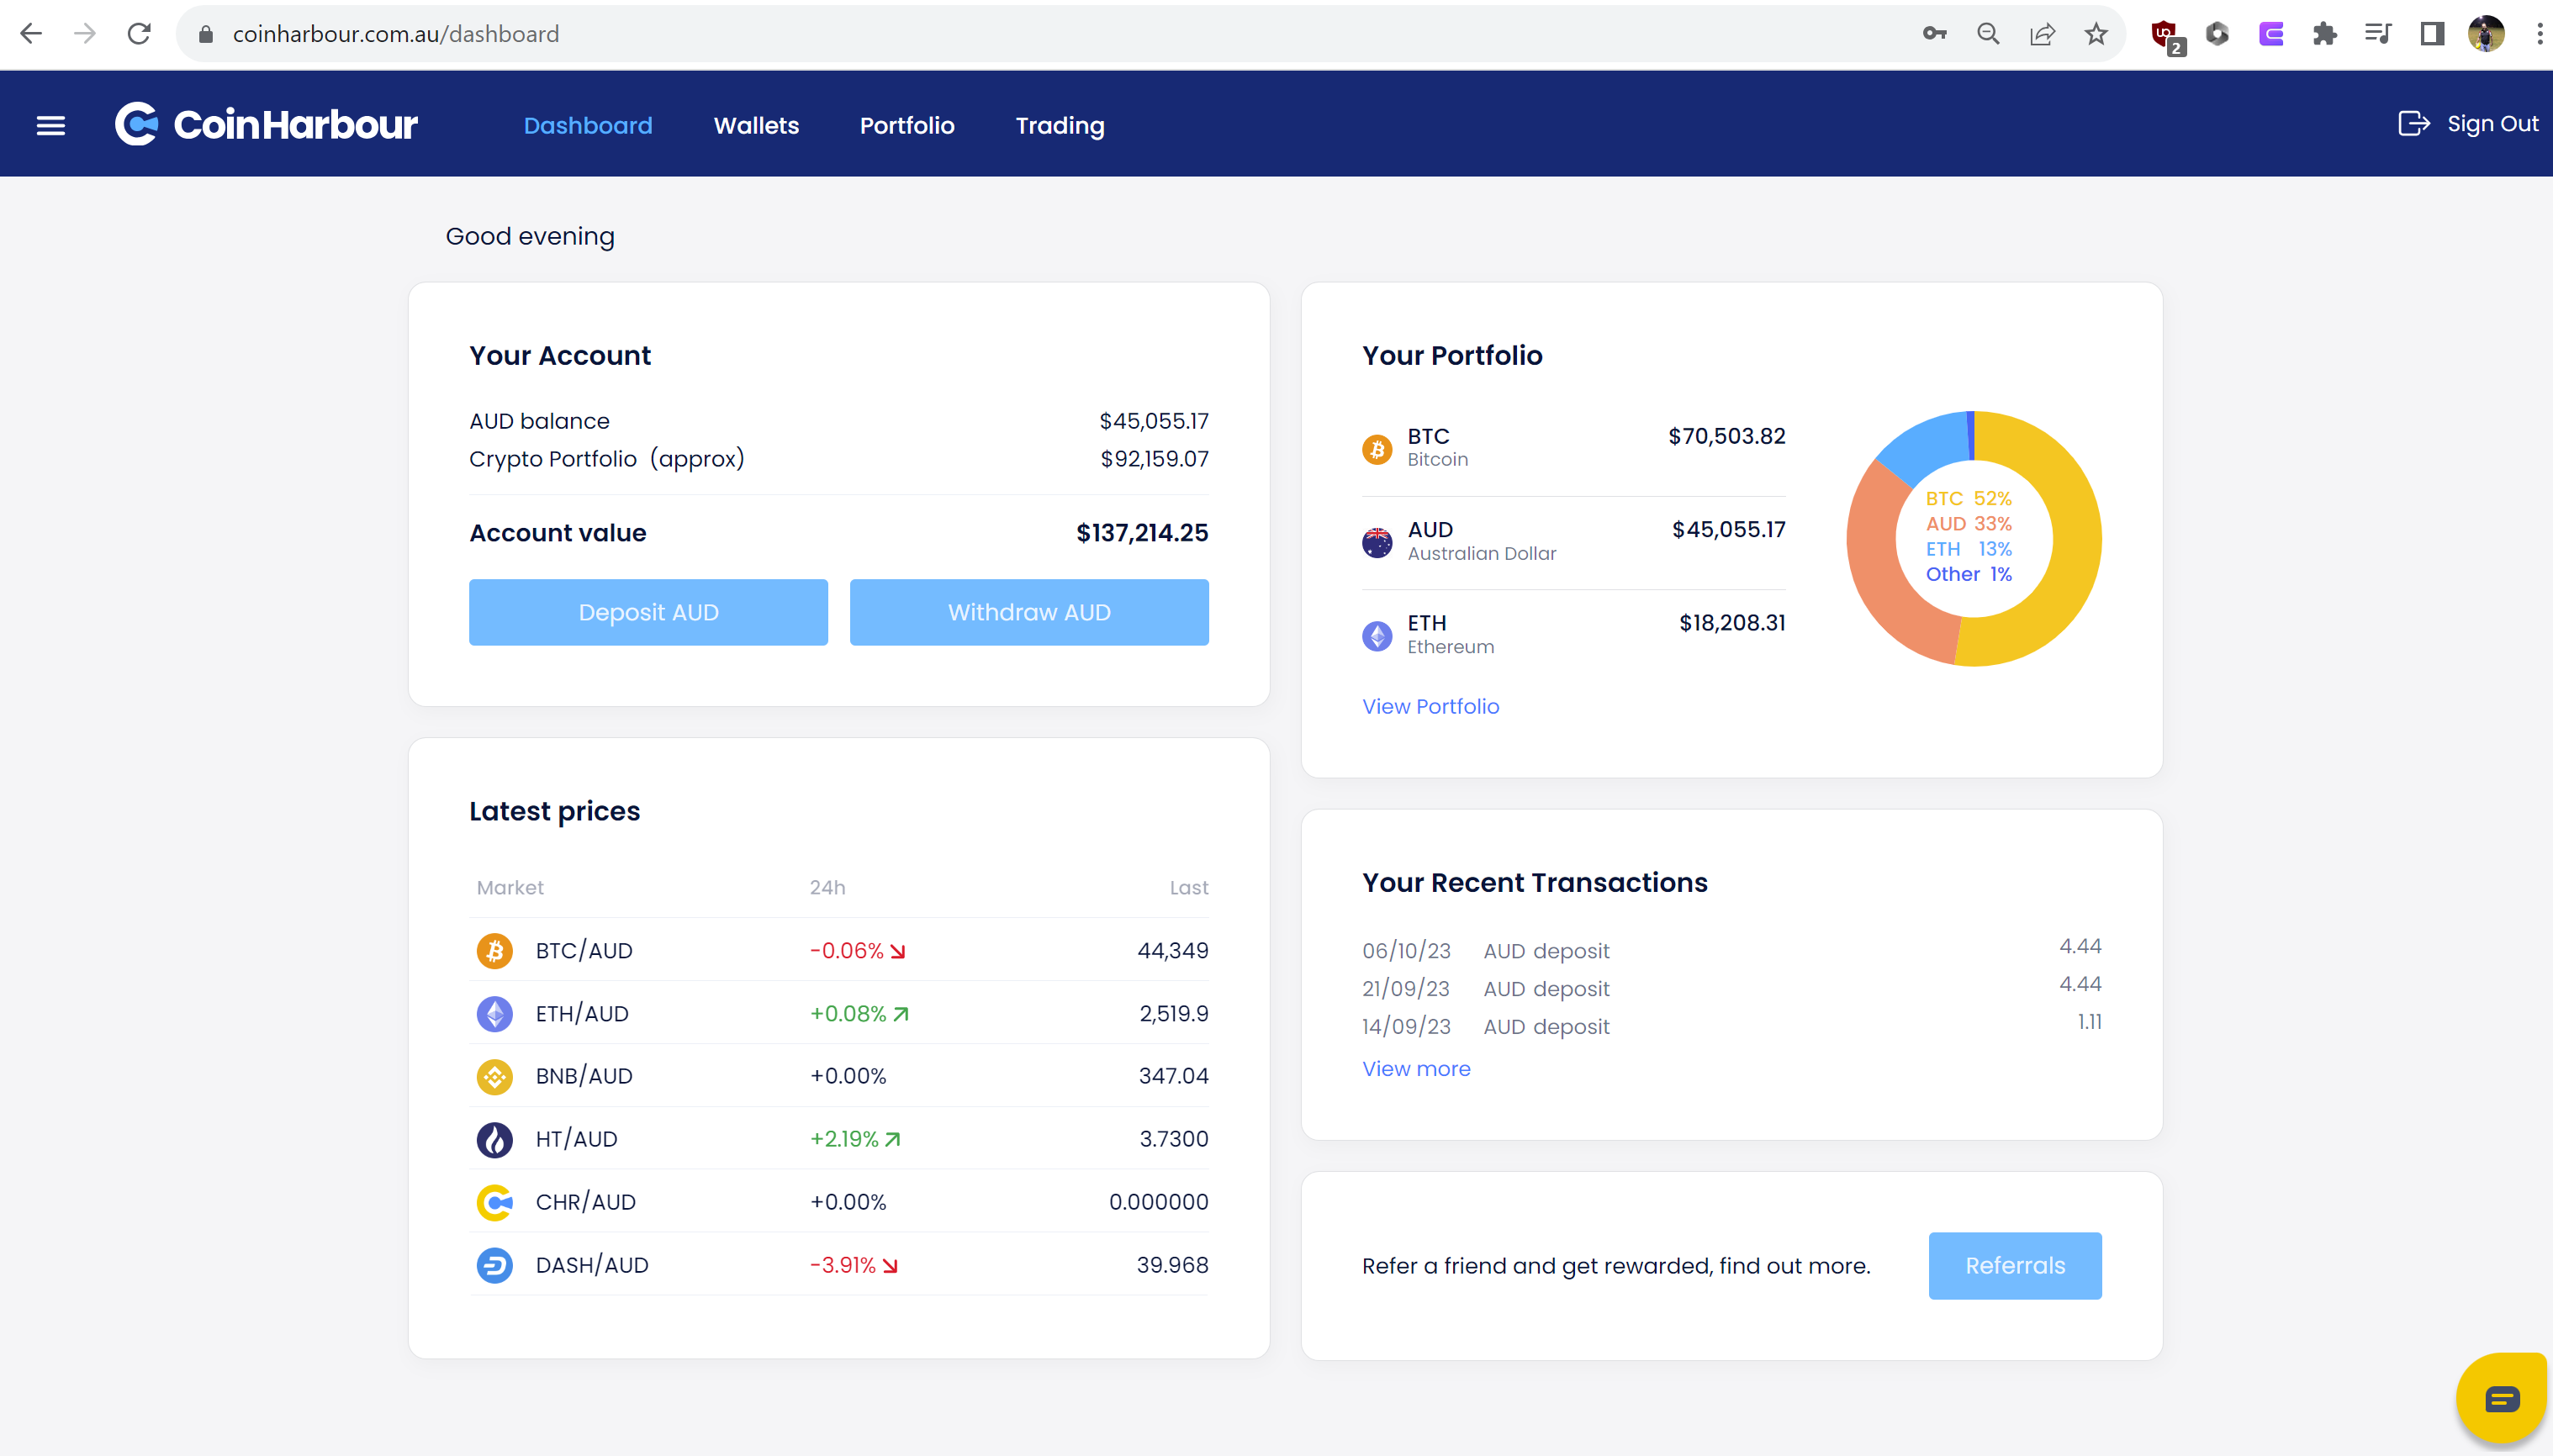 coinharbour.com.au/dashboard
2
CoinHarbour
Dashboard
Wallets
Portfolio
Trading
Sign Out
Good evening
Your Account
AUD balance $45,055.17
Crypto Portfolio (approx) $92,159.07
Account value $137,214.25
Deposit AUD
Withdraw AUD
Latest prices
Market 24h Last
BTC/AUD -0.06% 44,349
ETH/AUD +0.08% 2,519.9
BNB/AUD +0.00% 347.04
HT/AUD +2.19% 3.7300
CHR/AUD +0.00% 0.000000
DASH/AUD -3.91% 39.968
Your Portfolio
BTC $70,503.82
Bitcoin
AUD $45,055.17
Australian Dollar
ETH $18,208.31
Ethereum
View Portfolio
BTC 52%
AUD 33%
ETH 13%
Other 1%
Your Recent Transactions
06/10/23 AUD deposit 4.44
21/09/23 AUD deposit 4.44
14/09/23 AUD deposit 1.11
View more
Refer a friend and get rewarded, find out more.
Referrals